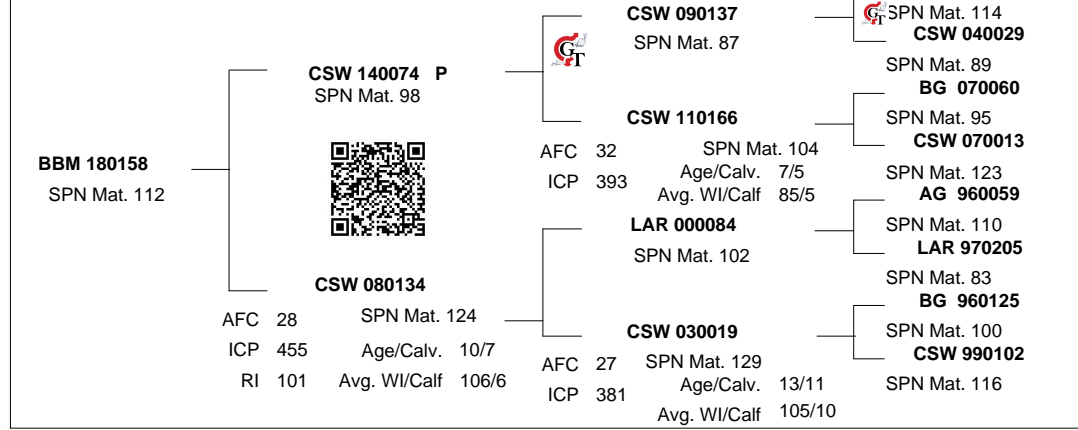 CSW 090137
SPN Mat. 87
GT
GT
SPN Mat. 114
CSW 040029
SPN Mat. 89
CSW 140074 P
SPN Mat. 98
BG 070060
SPN Mat. 95
CSW 110166
AFC 32 SPN Mat. 104
ICP 393 Age/Calv. 7/5
Avg. WI/Calf 85/5
CSW 070013
SPN Mat. 123
BBM 180158
SPN Mat. 112
AG 960059
SPN Mat. 110
LAR 000084
SPN Mat. 102
LAR 970205
SPN Mat. 83
CSW 080134
AFC 28 SPN Mat. 124
ICP 455 Age/Calv. 10/7
RI 101 Avg. WI/Calf 106/6
BG 960125
SPN Mat. 100
CSW 030019
AFC 27 SPN Mat. 129
ICP 381 Age/Calv. 13/11
Avg. WI/Calf 105/10
CSW 990102
SPN Mat. 116